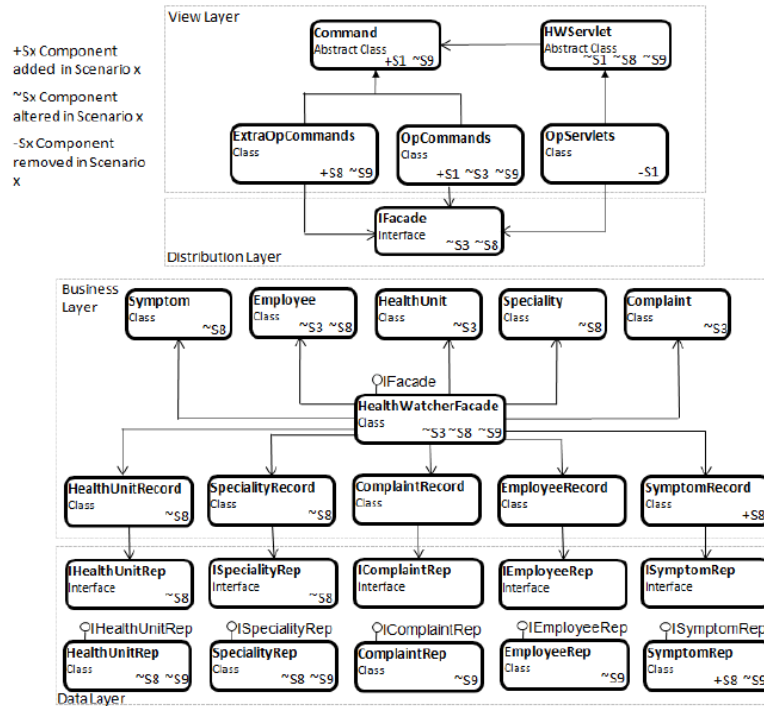 View Layer
+Sx Component
added in Scenario x
~Sx Component
altered in Scenario x
-Sx Component
removed in Scenario
x
Command
Abstract Class
+S1 ~S9
HWServlet
Abstract Class
~S1 ~S8 ~S9
ExtraOpCommands
Class
+S8 ~S9
OpCommands
Class
+S1 ~S3 ~S9
OpServlets
Class
-S1
IFacade
Interface
~S3 ~S8
Distribution Layer
Business
Layer
Symptom
Class
~S8
Employee
Class
~S3 ~S8
HealthUnit
Class
~S3
Speciality
Class
~S8
Complaint
Class
~S3
IFacade
HealthWatcherFacade
Class
~S3 ~S8 ~S9
HealthUnitRecord
Class
~S8
SpecialityRecord
Class
~S8
ComplaintRecord
Class
EmployeeRecord
Class
SymptomRecord
Class
+S8
IHealthUnitRep
Interface
~S8
ISpecialityRep
Interface
~S8
IComplaintRep
Interface
IEmployeeRep
Interface
ISymptomRep
Interface
IHealthUnitRep
HealthUnitRep
Class
~S8 ~S9
ISpecialityRep
SpecialityRep
Class
~S8 ~S9
IComplaintRep
ComplaintRep
Class
~S9
IEmployeeRep
EmployeeRep
Class
~S9
ISymptomRep
SymptomRep
Class
+S8 ~S9
Data Layer